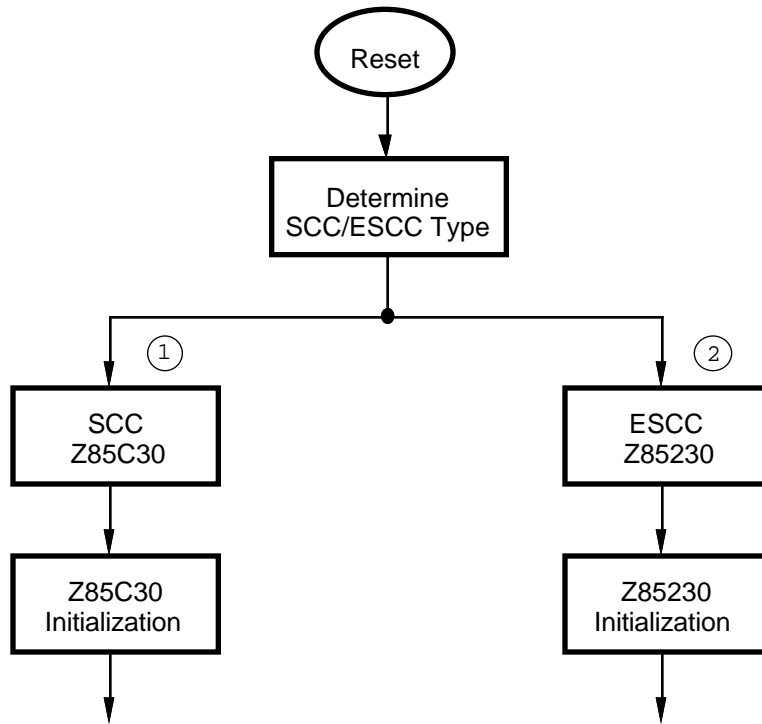 Reset
Determine
SCC/ESCC Type
1
2
SCC
Z85C30
ESCC
Z85230
Z85C30
Initialization
Z85230
Initialization